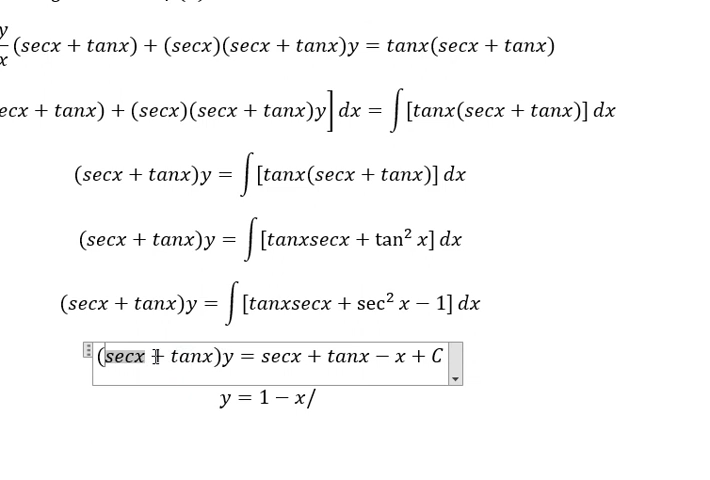 y/x (secx + tanx) + (secx)(secx + tanx)y = tanx(secx + tanx)
ecx + tanx) + (secx)(secx + tanx)y] dx = ∫ [tanx(secx + tanx)] dx
(secx + tanx)y = ∫ [tanx(secx + tanx)] dx
(secx + tanx)y = ∫ [tanxsecx + tan² x] dx
(secx + tanx)y = ∫ [tanxsecx + sec² x − 1] dx
(secx + tanx)y = secx + tanx − x + C
y = 1 − x/